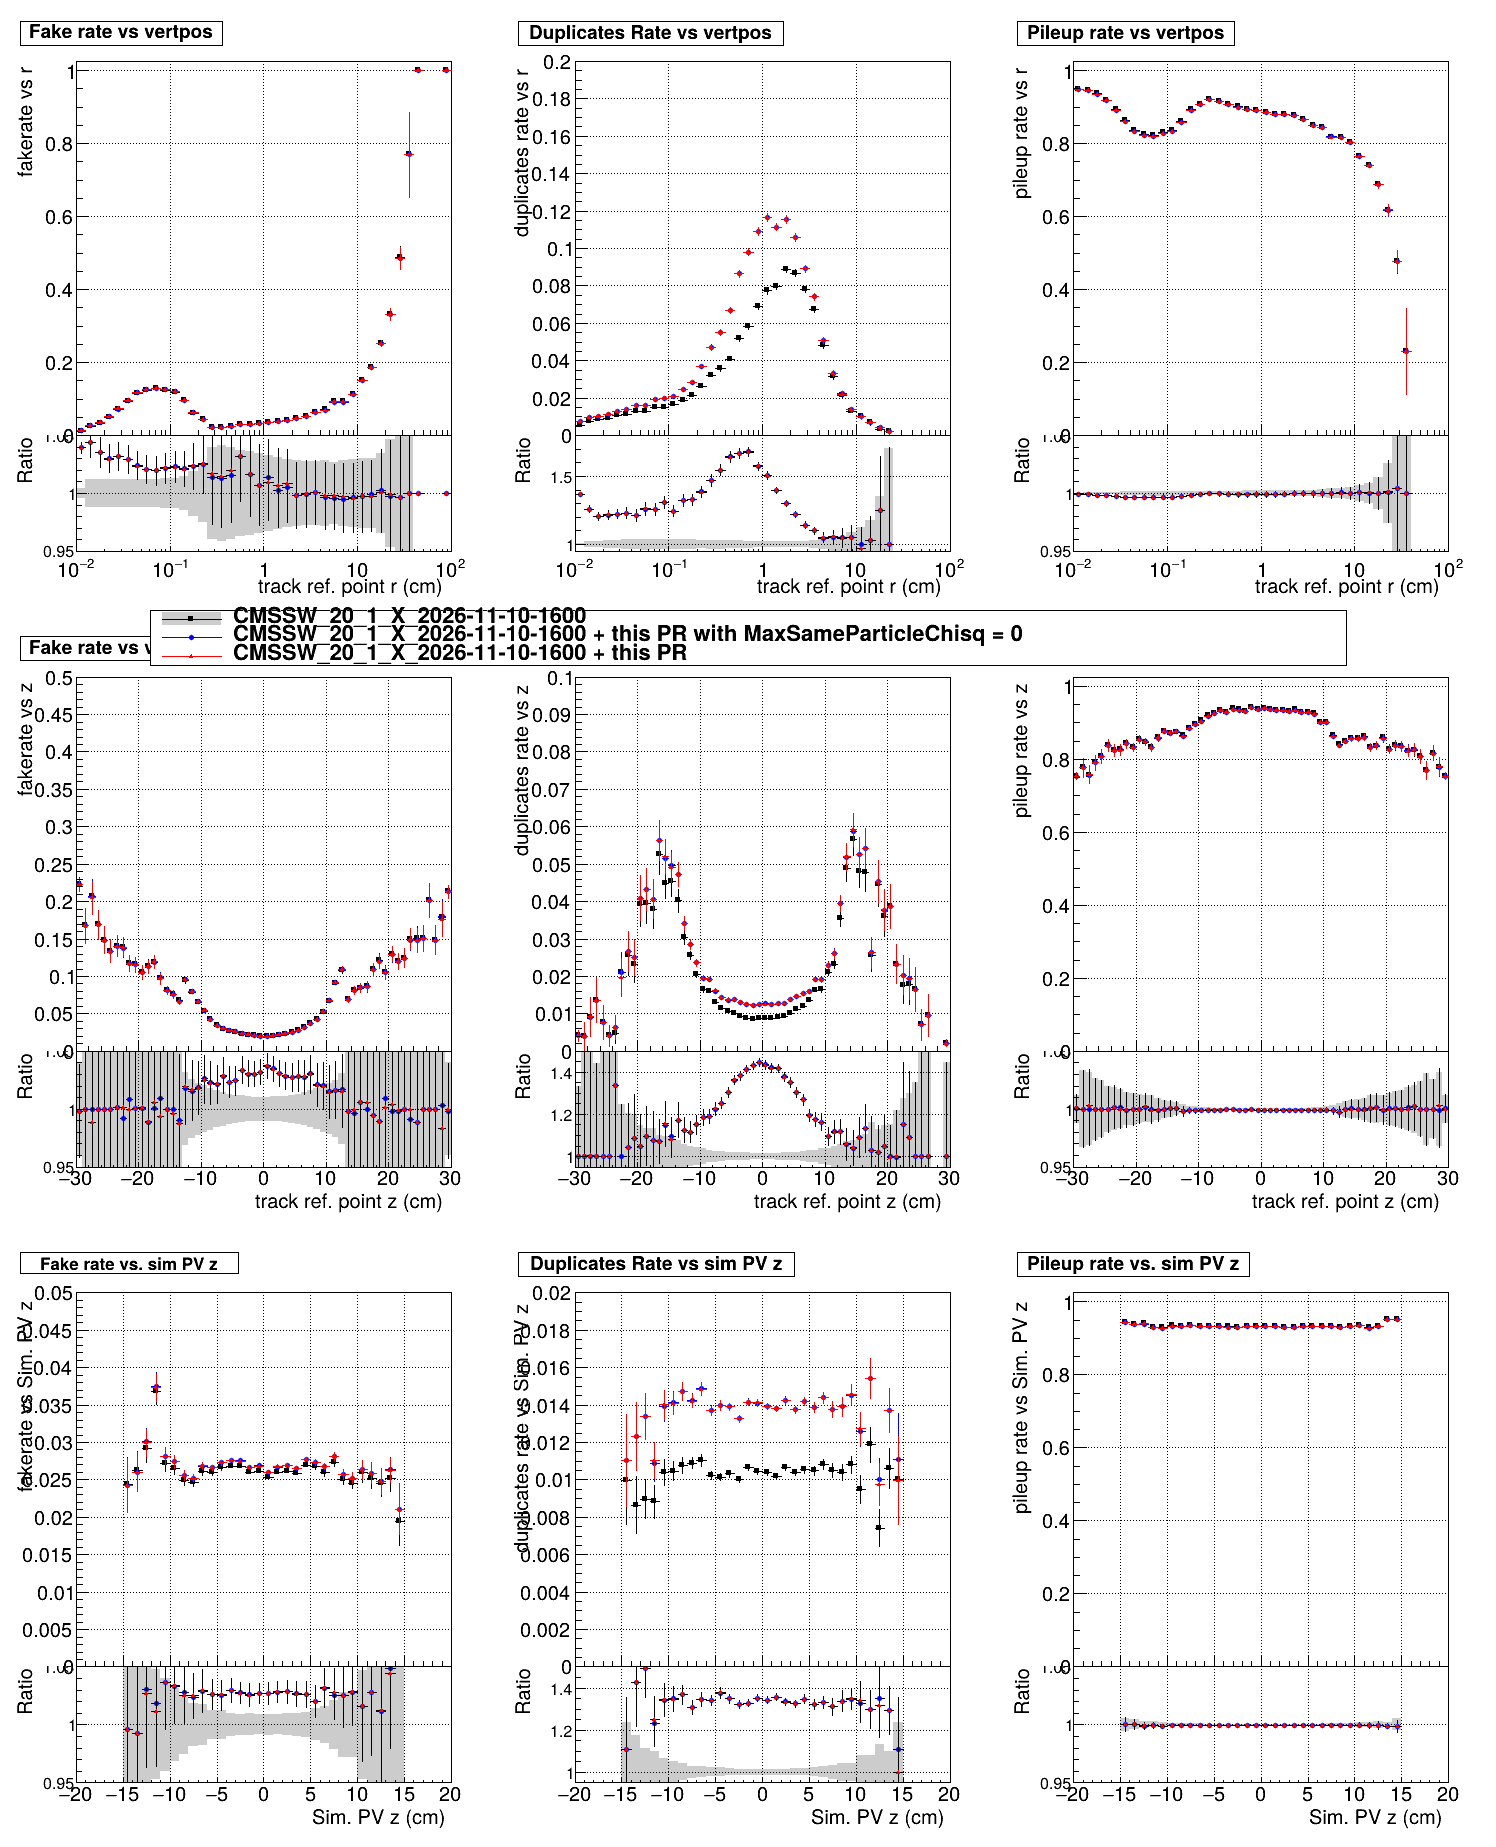 Fake rate vs vertpos
Duplicates Rate vs vertpos
Pileup rate vs vertpos
fakerate vs r
1
0.8
0.6
0.4
0.2
0
Ratio
1
0.95
10−2
10−1
1
10
102
track ref. point r (cm)
duplicates rate vs r
0.2
0.18
0.16
0.14
0.12
0.1
0.08
0.06
0.04
0.02
0
Ratio
1.5
1
10−2
10−1
1
10
102
track ref. point r (cm)
pileup rate vs r
1
0.8
0.6
0.4
0.2
0
Ratio
1
0.95
10−2
10−1
1
10
102
track ref. point r (cm)
CMSSW_20_1_X_2026-11-10-1600
CMSSW_20_1_X_2026-11-10-1600 + this PR with MaxSameParticleChisq = 0
CMSSW_20_1_X_2026-11-10-1600 + this PR
Fake rate vs
fakerate vs z
0.5
0.45
0.4
0.35
0.3
0.25
0.2
0.15
0.1
0.05
0
Ratio
1
0.95
−30 −20 −10 0 10 20 30
track ref. point z (cm)
duplicates rate vs z
0.1
0.09
0.08
0.07
0.06
0.05
0.04
0.03
0.02
0.01
0
Ratio
1.4
1.2
1
−30 −20 −10 0 10 20 30
track ref. point z (cm)
pileup rate vs z
1
0.8
0.6
0.4
0.2
0
Ratio
1
0.95
−30 −20 −10 0 10 20 30
track ref. point z (cm)
Fake rate vs. sim PV z
Duplicates Rate vs sim PV z
Pileup rate vs. sim PV z
fakerate vs Sim. PV z
0.05
0.045
0.04
0.035
0.03
0.025
0.02
0.015
0.01
0.005
0
Ratio
1
0.95
−20 −15 −10 −5 0 5 10 15 20
Sim. PV z (cm)
duplicates rate vs Sim. PV z
0.02
0.018
0.016
0.014
0.012
0.01
0.008
0.006
0.004
0.002
0
Ratio
1.4
1.2
1
−20 −15 −10 −5 0 5 10 15 20
Sim. PV z (cm)
pileup rate vs Sim. PV z
1
0.8
0.6
0.4
0.2
0
Ratio
1
0.95
−20 −15 −10 −5 0 5 10 15 20
Sim. PV z (cm)